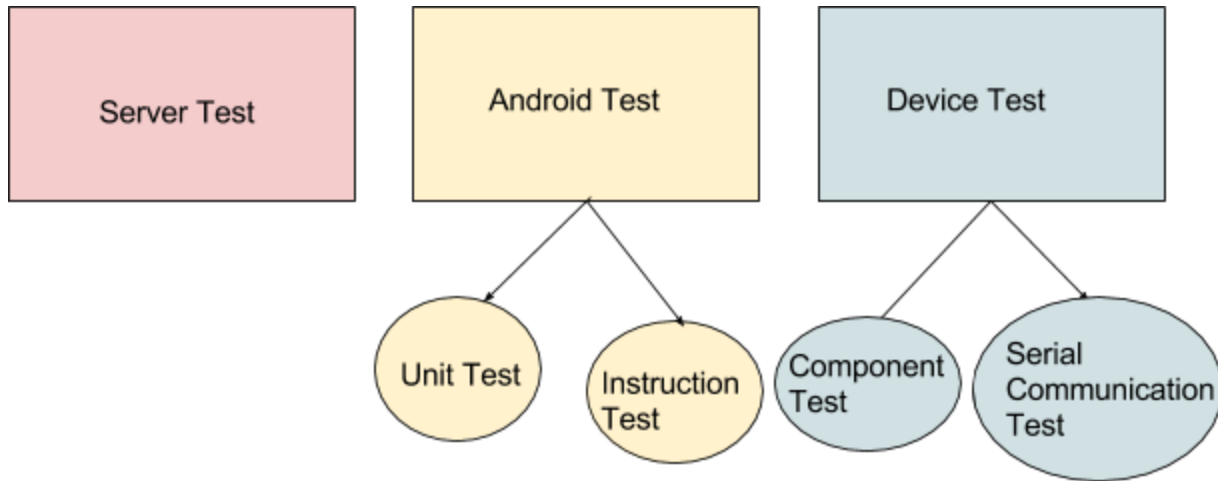 Server Test
Android Test
Device Test
Unit Test
Instruction
Test
Component
Test
Serial
Communication
Test